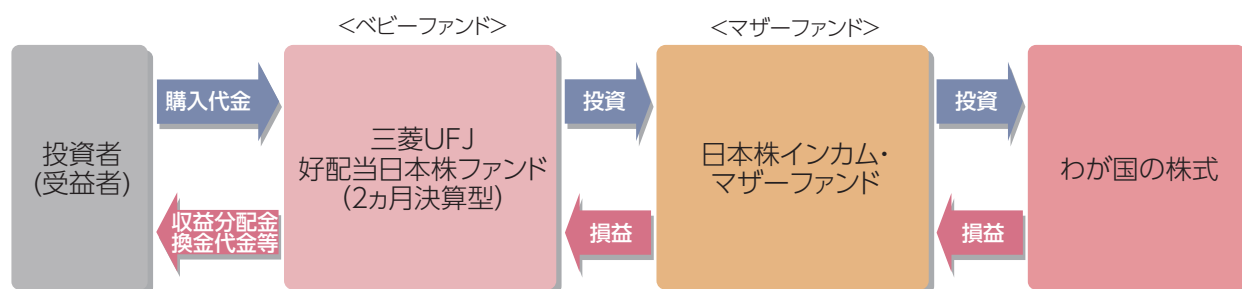 <ベビーファンド>
<マザーファンド>
投資者
(受益者)
購入代金
収益分配金
換金代金等
三菱UFJ
好配当日本株ファンド
(2ヵ月決算型)
投資
損益
日本株インカム・
マザーファンド
投資
損益
わが国の株式